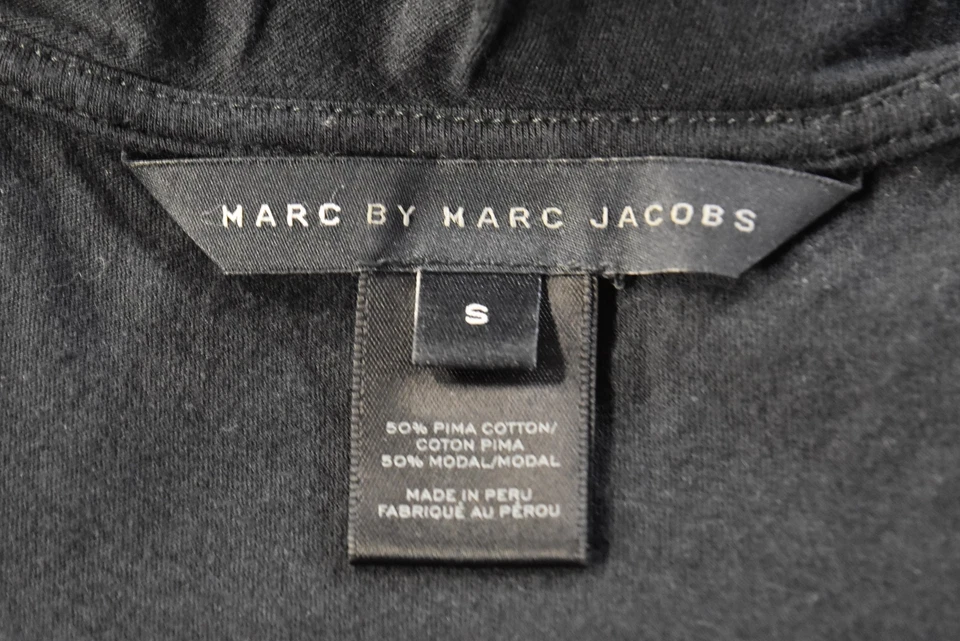 MARC BY MARC JACOBS
S
50% PIMA COTTON/
COTON PIMA
50% MODAL/MODAL
MADE IN PERU
FABRIQUÉ AU PÉROU